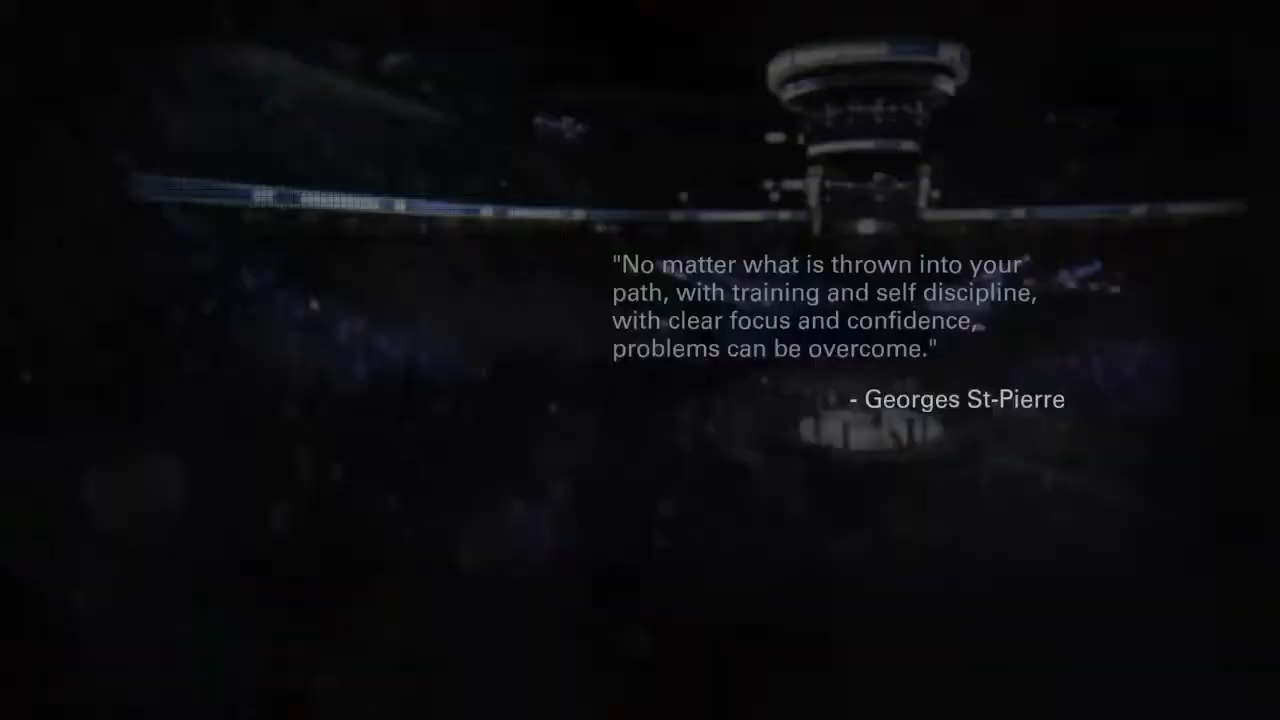 "No matter what is thrown into your
path, with training and self discipline,
with clear focus and confidence,
problems can be overcome."
- Georges St-Pierre